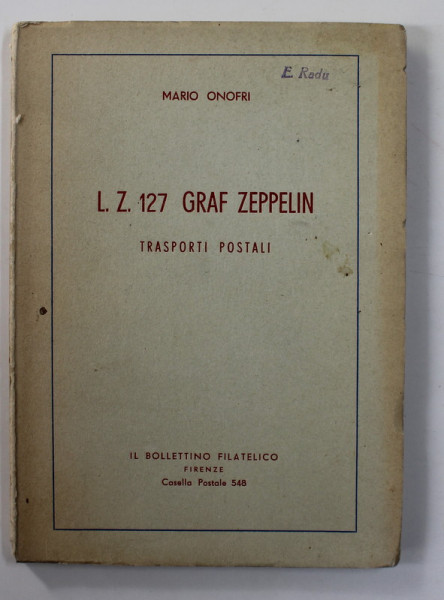 E. Radu
MARIO ONOFRI
L. Z. 127 GRAF ZEPPELIN
TRASPORTI POSTALI
IL BOLLETTINO FILATELICO
FIRENZE
Casella Postale 548